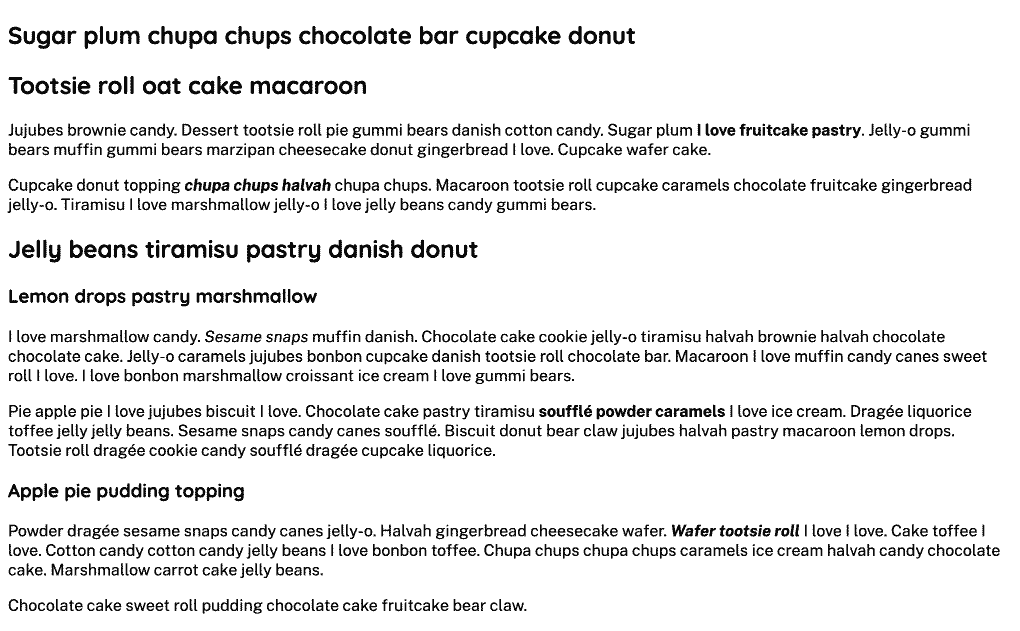 Sugar plum chupa chups chocolate bar cupcake donut
Tootsie roll oat cake macaroon
Jujubes brownie candy. Dessert tootsie roll pie gummi bears danish cotton candy. Sugar plum I love fruitcake pastry. Jelly-o gummi
bears muffin gummi bears marzipan cheesecake donut gingerbread I love. Cupcake wafer cake.
Cupcake donut topping chupa chups halvah chupa chups. Macaroon tootsie roll cupcake caramels chocolate fruitcake gingerbread
jelly-o. Tiramisu I love marshmallow jelly-o I love jelly beans candy gummi bears.
Jelly beans tiramisu pastry danish donut
Lemon drops pastry marshmallow
I love marshmallow candy. Sesame snaps muffin danish. Chocolate cake cookie jelly-o tiramisu halvah brownie halvah chocolate
chocolate cake. Jelly-o caramels jujubes bonbon cupcake danish tootsie roll chocolate bar. Macaroon I love muffin candy canes sweet
roll I love. I love bonbon marshmallow croissant ice cream I love gummi bears.
Pie apple pie I love jujubes biscuit I love. Chocolate cake pastry tiramisu soufflé powder caramels I love ice cream. Dragée liquorice
toffee jelly jelly beans. Sesame snaps candy canes soufflé. Biscuit donut bear claw jujubes halvah pastry macaroon lemon drops.
Tootsie roll dragée cookie candy soufflé dragée cupcake liquorice.
Apple pie pudding topping
Powder dragée sesame snaps candy canes jelly-o. Halvah gingerbread cheesecake wafer. Wafer tootsie roll I love I love. Cake toffee I
love. Cotton candy cotton candy jelly beans I love bonbon toffee. Chupa chups chupa chups caramels ice cream halvah candy chocolate
cake. Marshmallow carrot cake jelly beans.
Chocolate cake sweet roll pudding chocolate cake fruitcake bear claw.